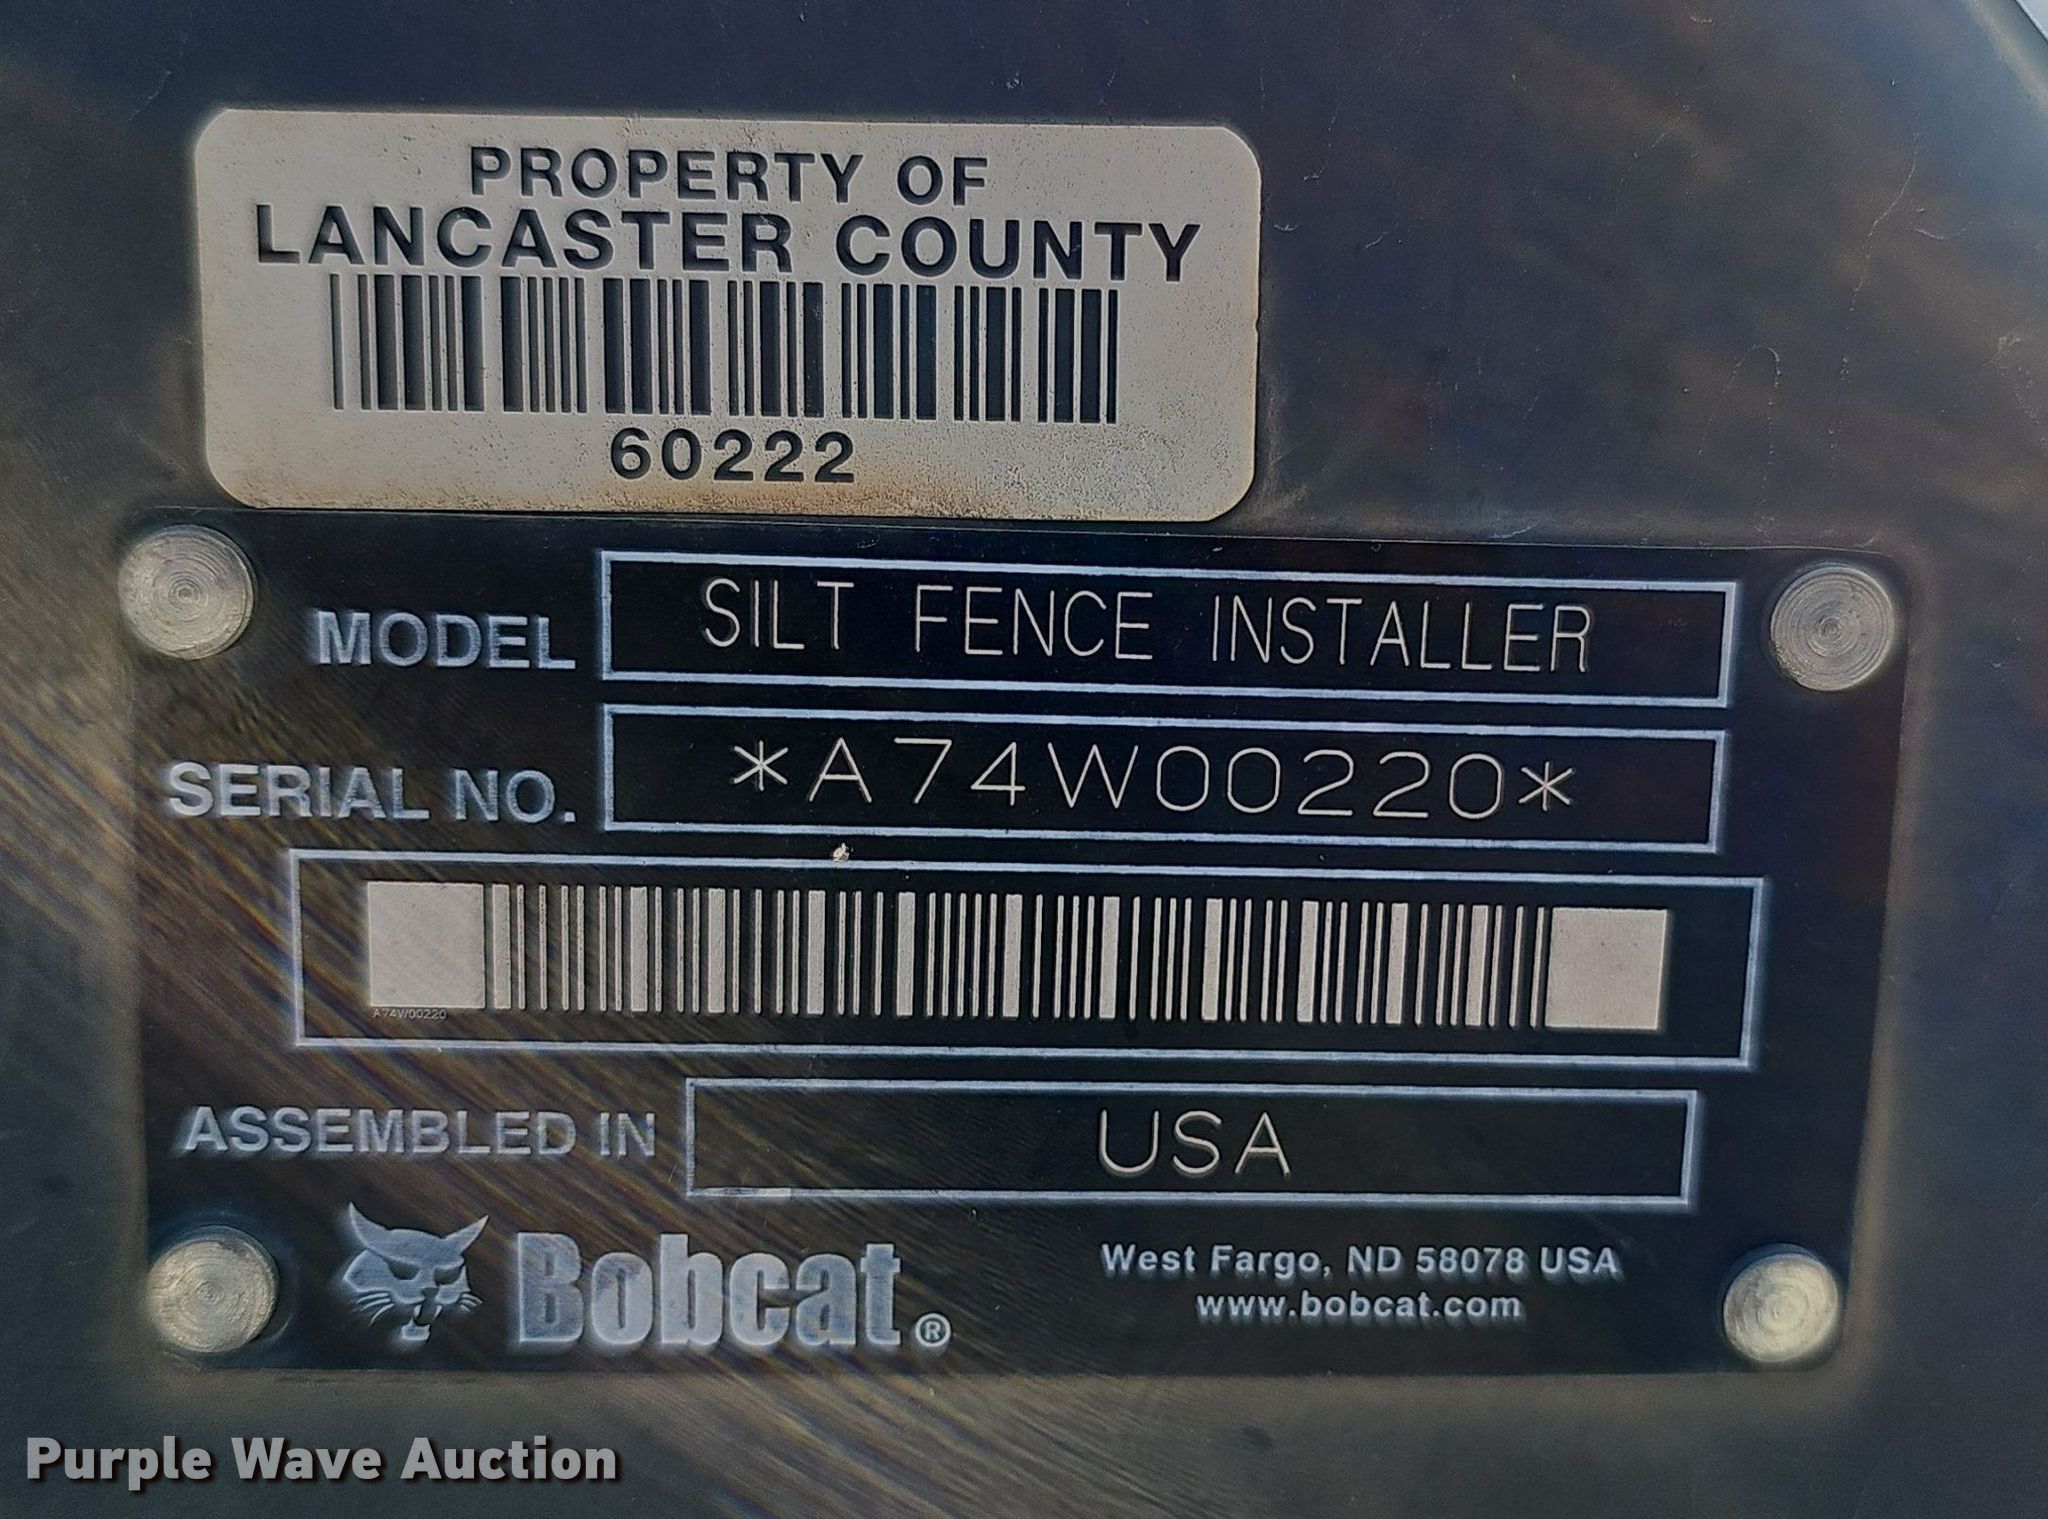 PROPERTY OF
LANCASTER COUNTY
60222
MODEL SILT FENCE INSTALLER
SERIAL NO. *A74W00220*
A74W00220
ASSEMBLED IN USA
Bobcat®
West Fargo, ND 58078 USA
www.bobcat.com
Purple Wave Auction